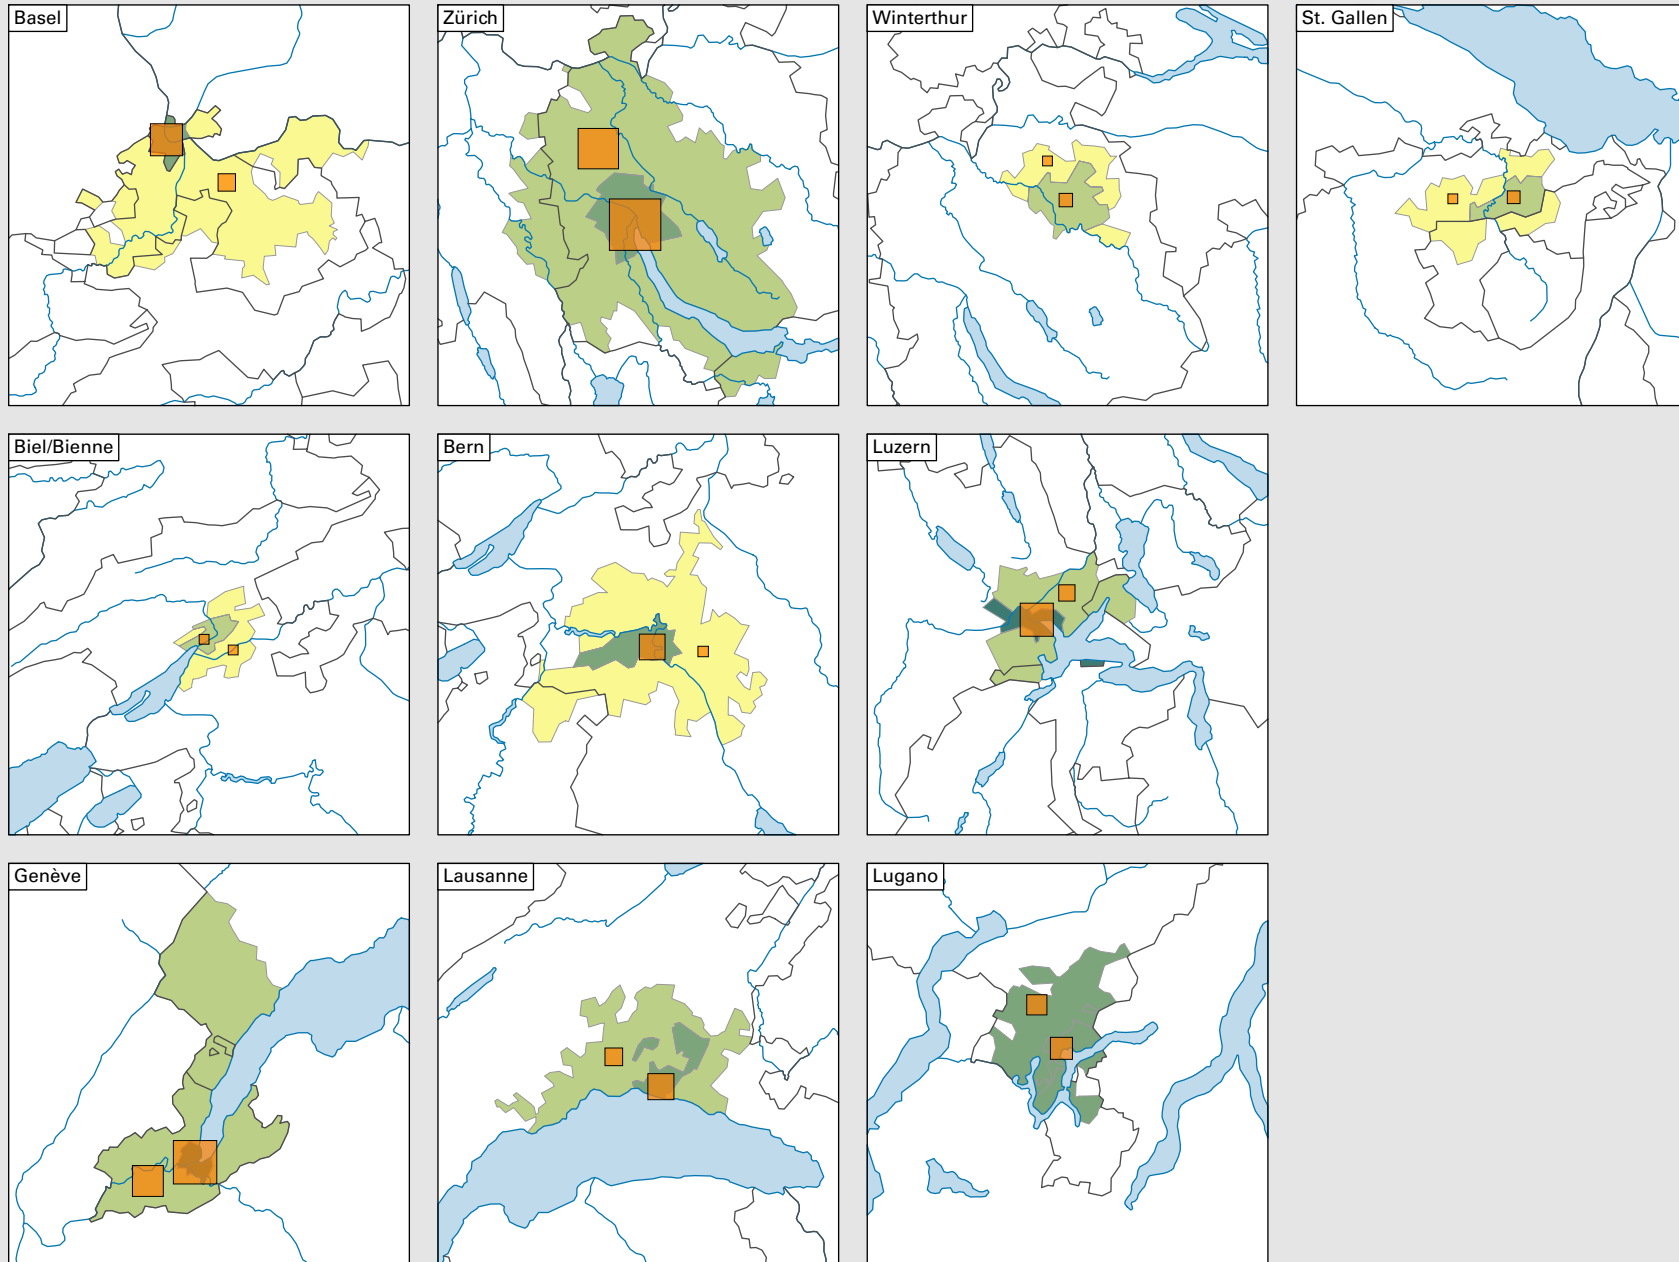 Basel
Zürich
Winterthur
St. Gallen
Biel/Bienne
Bern
Luzern
Genève
Lausanne
Lugano